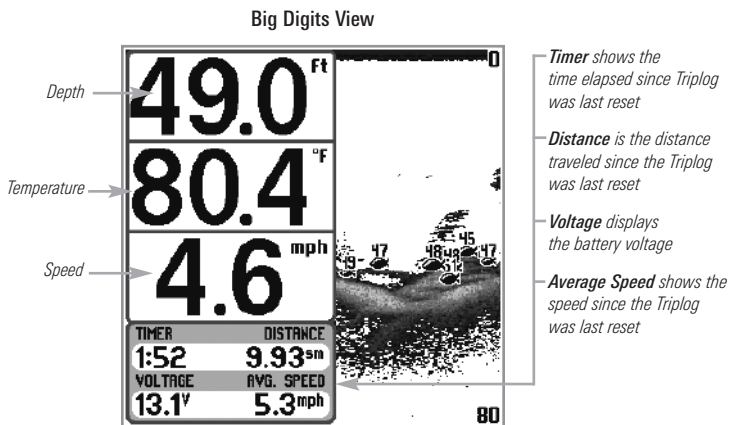 Big Digits View
Depth
49.0 Ft
Temperature
80.4 °F
Speed
4.6 mph
TIMER DISTANCE
1:52 9.93sm
VOLTAGE AVG. SPEED
13.1V 5.3mph
0
49
47
48
48
45
47
80
Timer shows the
time elapsed since Triplog
was last reset
Distance is the distance
traveled since the Triplog
was last reset
Voltage displays
the battery voltage
Average Speed shows the
speed since the Triplog
was last reset